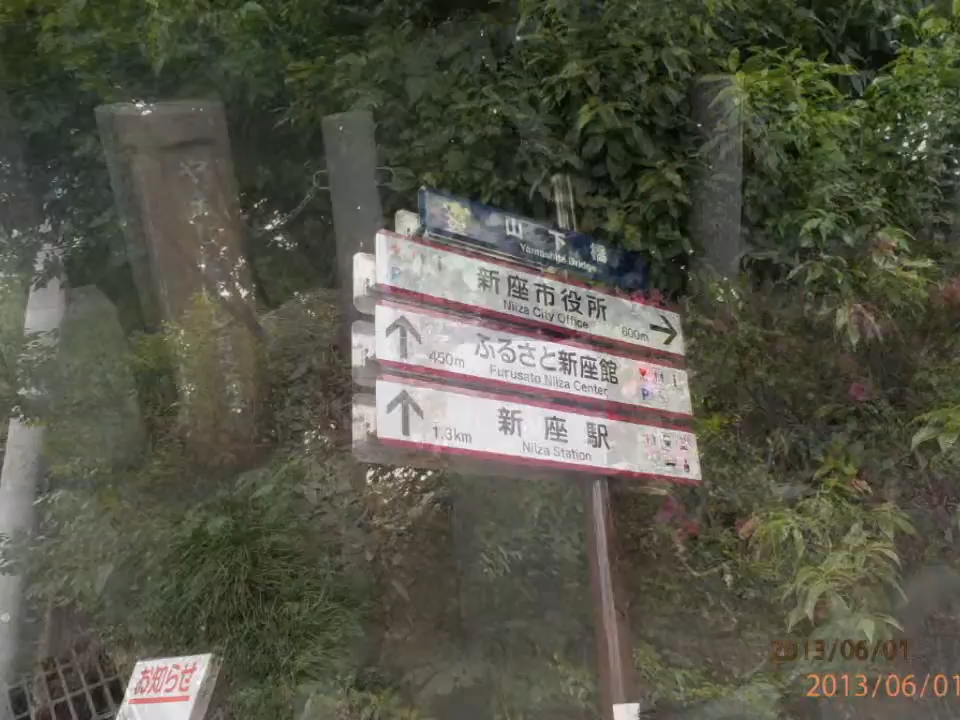 山下橋
Yamashita Bridge
新座市役所
Niiza City Office
600m
ふるさと新座館
Furusato Niiza Center
450m
新座駅
Niiza Station
1.3km
お知らせ
2013/06/01
2013/06/01